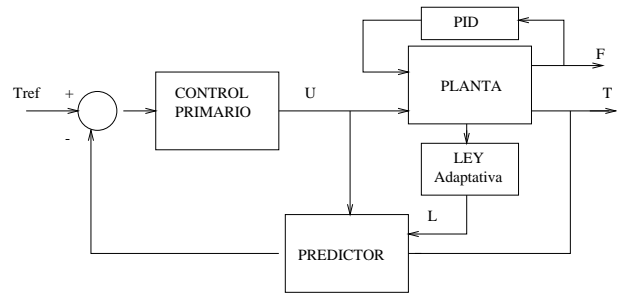 PID
F
Tref
+
-
CONTROL
PRIMARIO
U
PLANTA
T
LEY
Adaptativa
L
PREDICTOR